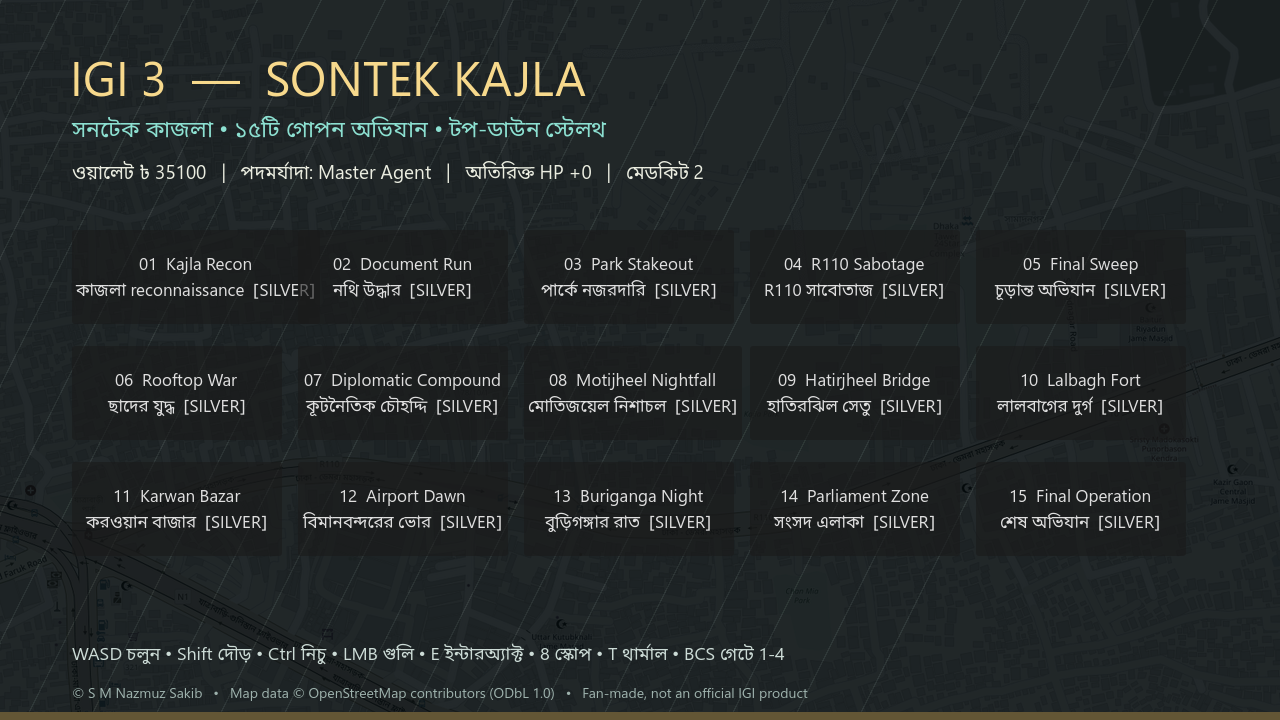 IGI 3 — SONTEK KAJLA
সনটেক কাজলা • ১৫টি গোপন অভিযান • টপ-ডাউন স্টেলথ
ওয়ালেট ৳ 35100 | পদমর্যাদা: Master Agent | অতিরিক্ত HP +0 | মেডকিট 2
01 Kajla Recon
কাজলা reconnaissance [SILVER]
02 Document Run
নথি উদ্ধার [SILVER]
03 Park Stakeout
পার্কে নজরদারি [SILVER]
04 R110 Sabotage
R110 সাবোতাজ [SILVER]
05 Final Sweep
চূড়ান্ত অভিযান [SILVER]
06 Rooftop War
ছাদের যুদ্ধ [SILVER]
07 Diplomatic Compound
কূটনৈতিক চৌহদ্দি [SILVER]
08 Motijheel Nightfall
মোতিজয়েল নিশাচল [SILVER]
09 Hatirjheel Bridge
হাতিরঝিল সেতু [SILVER]
10 Lalbagh Fort
লালবাগের দুর্গ [SILVER]
11 Karwan Bazar
করওয়ান বাজার [SILVER]
12 Airport Dawn
বিমানবন্দরের ভোর [SILVER]
13 Buriganga Night
বুড়িগঙ্গার রাত [SILVER]
14 Parliament Zone
সংসদ এলাকা [SILVER]
15 Final Operation
শেষ অভিযান [SILVER]
WASD চলুন • Shift দৌড় • Ctrl নিচু • LMB গুলি • E ইন্টারঅ্যাক্ট • 8 স্কোপ • T থার্মাল • BCS গেটে 1-4
© S M Nazmuz Sakib • Map data © OpenStreetMap contributors (ODbL 1.0) • Fan-made, not an official IGI product